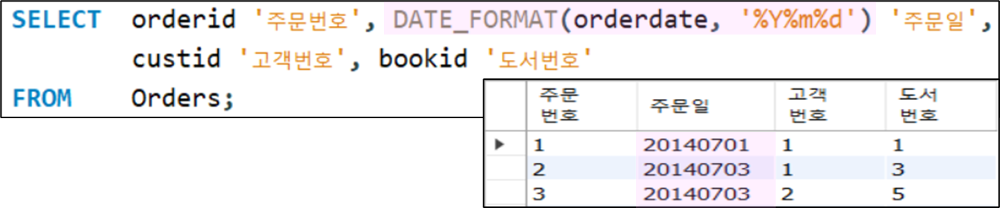 SELECT orderid '주문번호', DATE_FORMAT(orderdate, '%Y%m%d') '주문일',
custid '고객번호', bookid '도서번호'
FROM Orders;
주문 번호 주문일 고객 번호 도서 번호
1 20140701 1 1
2 20140703 1 3
3 20140703 2 5